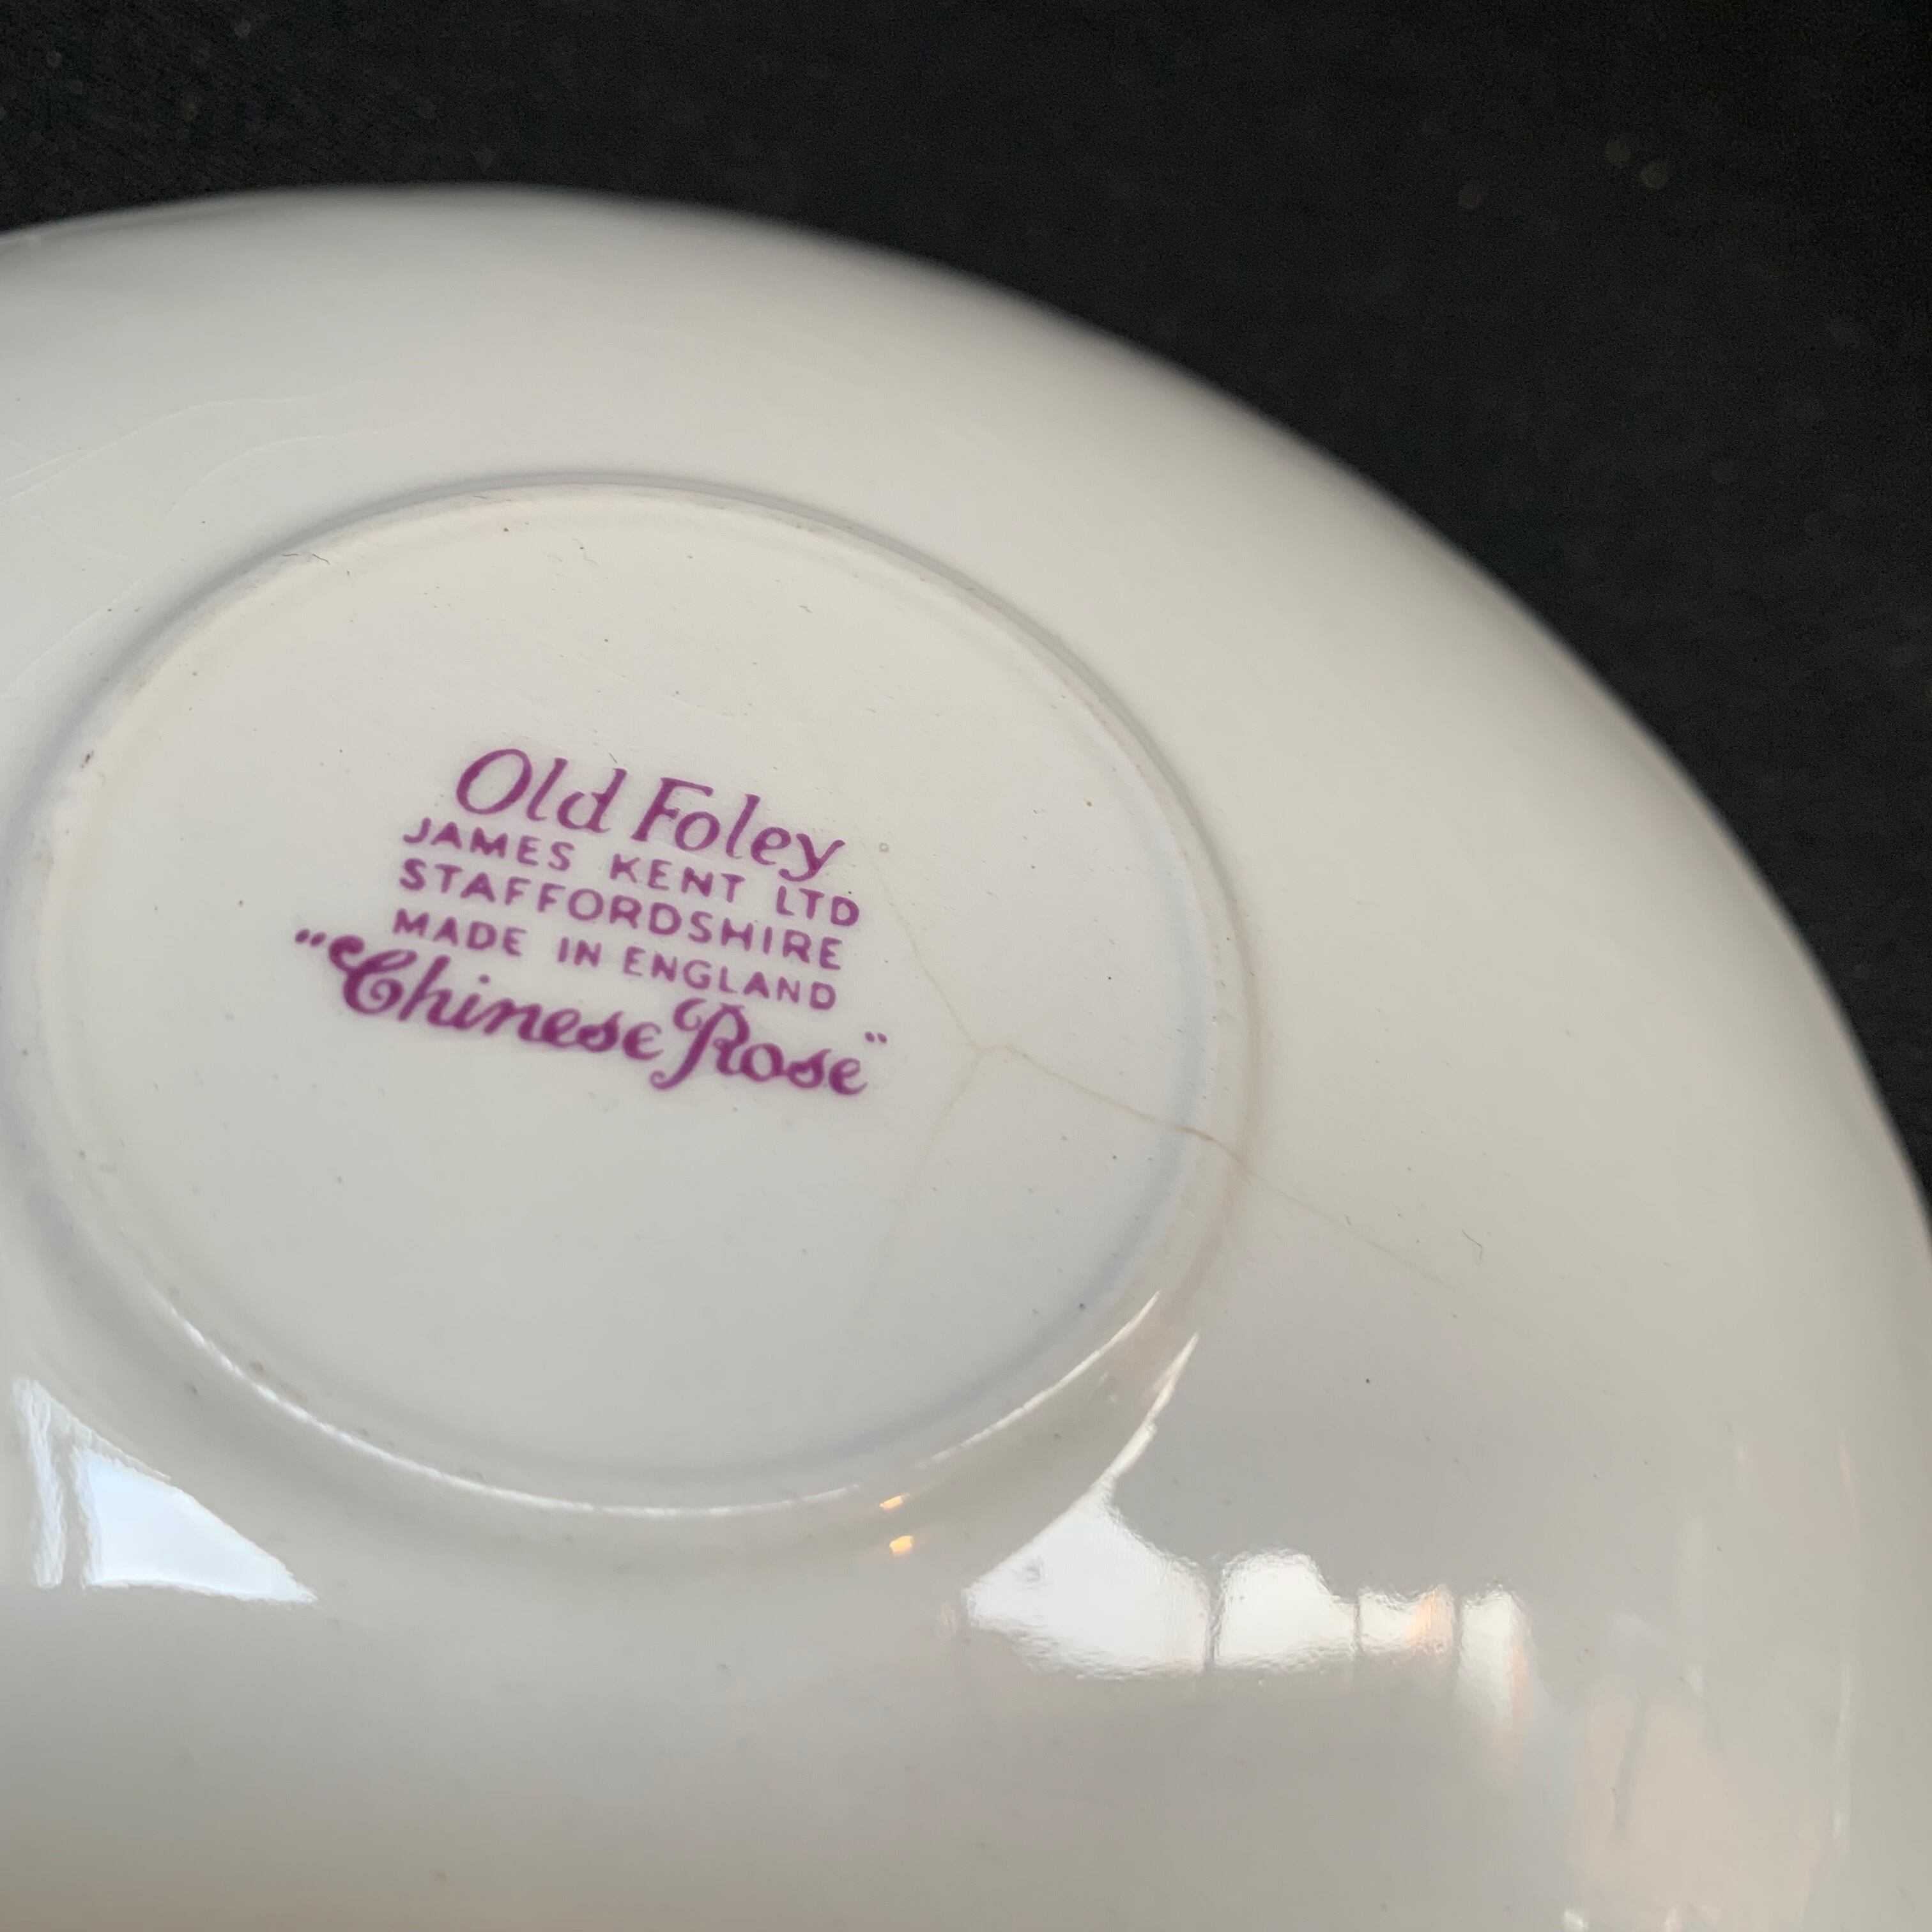 Old Foley
JAMES KENT LTD
STAFFORDSHIRE
MADE IN ENGLAND
"Chinese Rose"